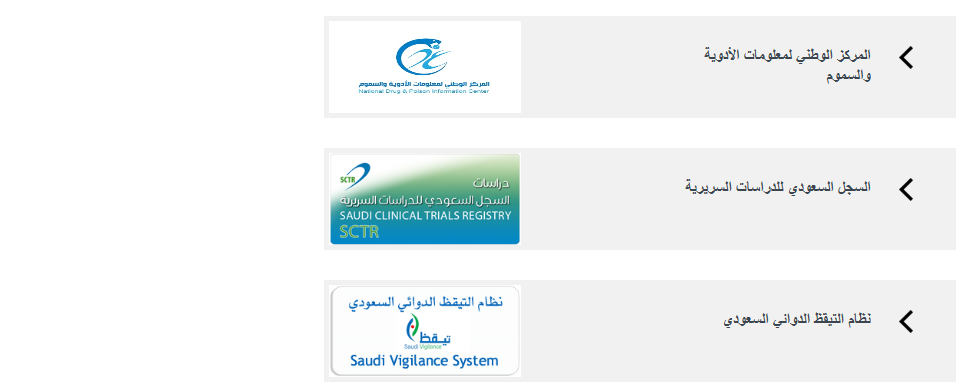 المركز الوطني لمعلومات الأدوية
والسموم
المركز الوطني لمعلومات الأدوية والسموم
National Drug & Poison Information Center
السجل السعودي للدراسات السريرية
SCTR
دراسات
السجل السعودي للدراسات السريرية
SAUDI CLINICAL TRIALS REGISTRY
SCTR
نظام التيقظ الدوائي السعودي
نظام التيقظ الدوائي السعودي
تيقظ
Saudi Vigilance
Saudi Vigilance System